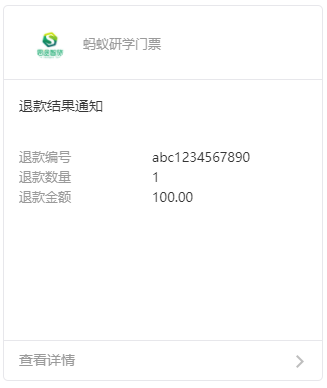 蚂蚁研学门票
退款结果通知
退款编号 abc1234567890
退款数量 1
退款金额 100.00
查看详情